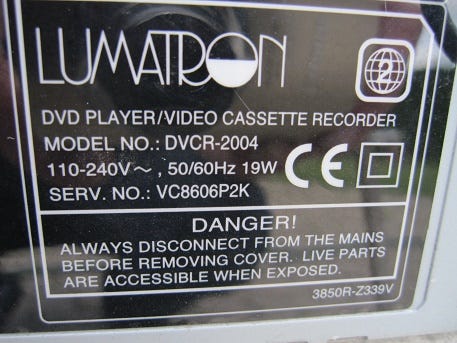 LUMATRON
2
DVD PLAYER/VIDEO CASSETTE RECORDER
MODEL NO.: DVCR-2004
110-240V~, 50/60Hz 19W
SERV. NO.: VC8606P2K
CE
DANGER!
ALWAYS DISCONNECT FROM THE MAINS
BEFORE REMOVING COVER. LIVE PARTS
ARE ACCESSIBLE WHEN EXPOSED.
3850R-Z339V